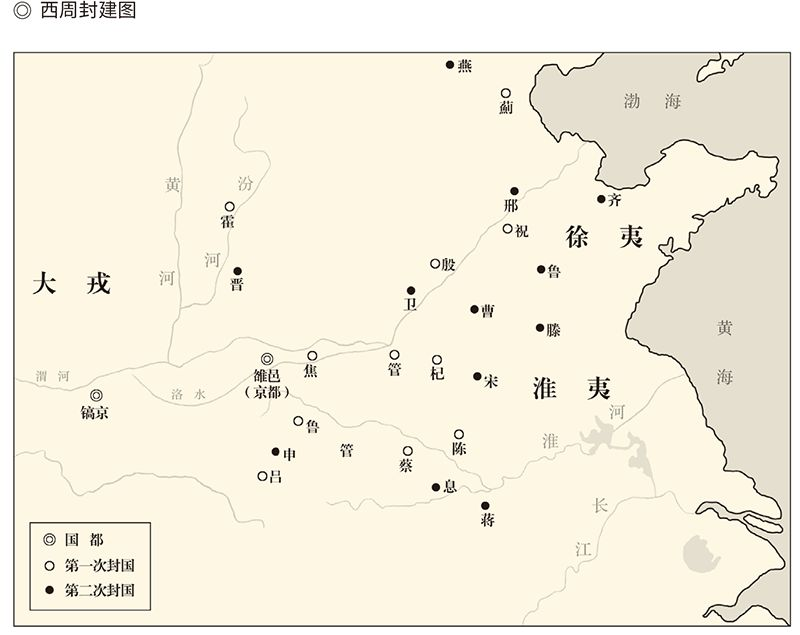 ◎ 西周封建图
燕
蓟
渤 海
黄
汾
邢
齐
霍
祝
徐 夷
河
殷
鲁
大 戎
河
晋
卫
曹
滕
黄
海
焦
管
杞
宋
淮 夷
渭 河
雒邑
（京都）
洛 水
镐京
河
鲁
管
陈
淮
申
蔡
吕
息
蒋
长
江
国 都
第一次封国
第二次封国